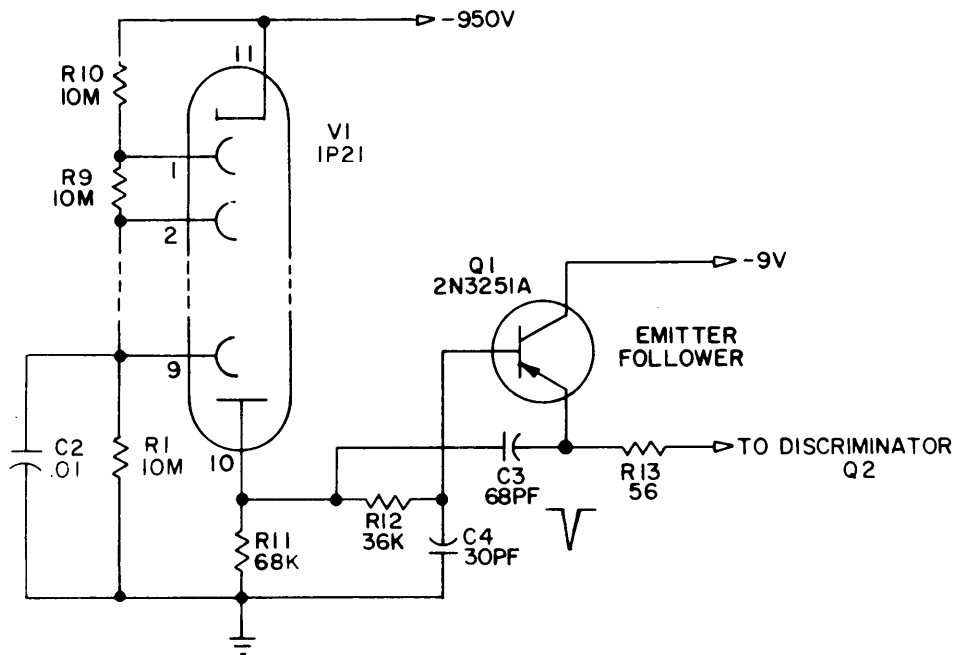 -950V
11
R10
10M
V1
1P21
1
R9
10M
2
-9V
Q1
2N3251A
EMITTER
FOLLOWER
9
C2
.01
R1
10M
10
C3
68PF
R13
56
TO DISCRIMINATOR
Q2
R12
36K
R11
68K
C4
30PF